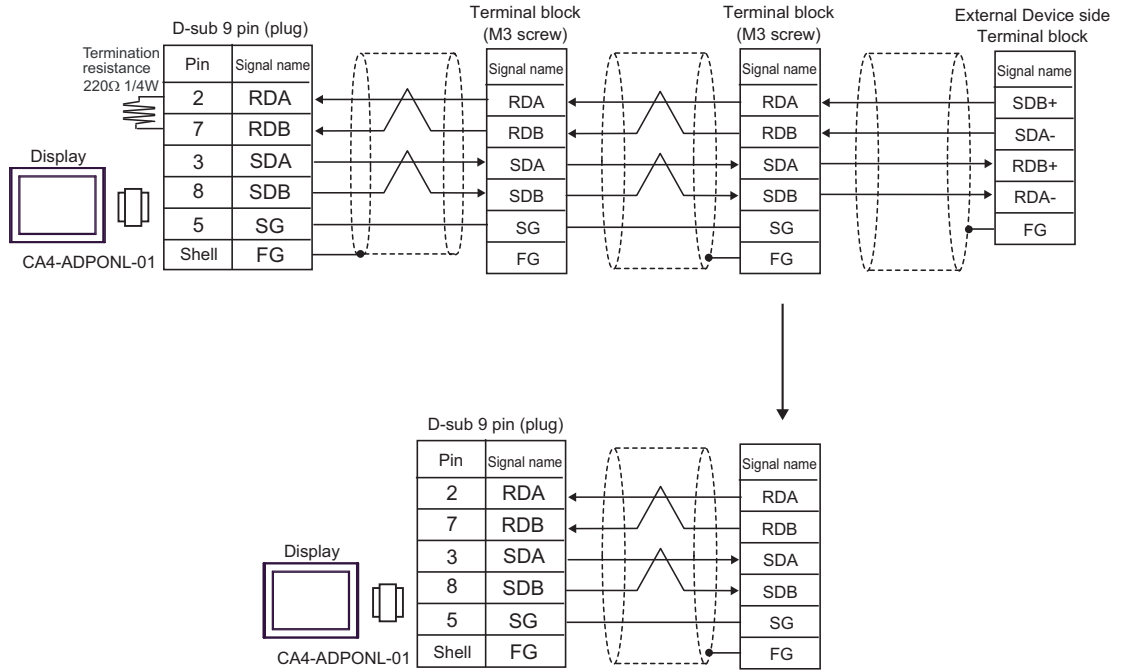 D-sub 9 pin (plug)
Terminal block
(M3 screw)
Terminal block
(M3 screw)
External Device side
Terminal block
Termination
resistance
220Ω 1/4W
Pin Signal name
2 RDA
7 RDB
3 SDA
8 SDB
5 SG
Shell FG
Display
CA4-ADPONL-01
Signal name
RDA
RDB
SDA
SDB
SG
FG
Signal name
RDA
RDB
SDA
SDB
SG
FG
Signal name
SDB+
SDA-
RDB+
RDA-
FG
D-sub 9 pin (plug)
Pin Signal name
2 RDA
7 RDB
3 SDA
8 SDB
5 SG
Shell FG
Display
CA4-ADPONL-01
Signal name
RDA
RDB
SDA
SDB
SG
FG